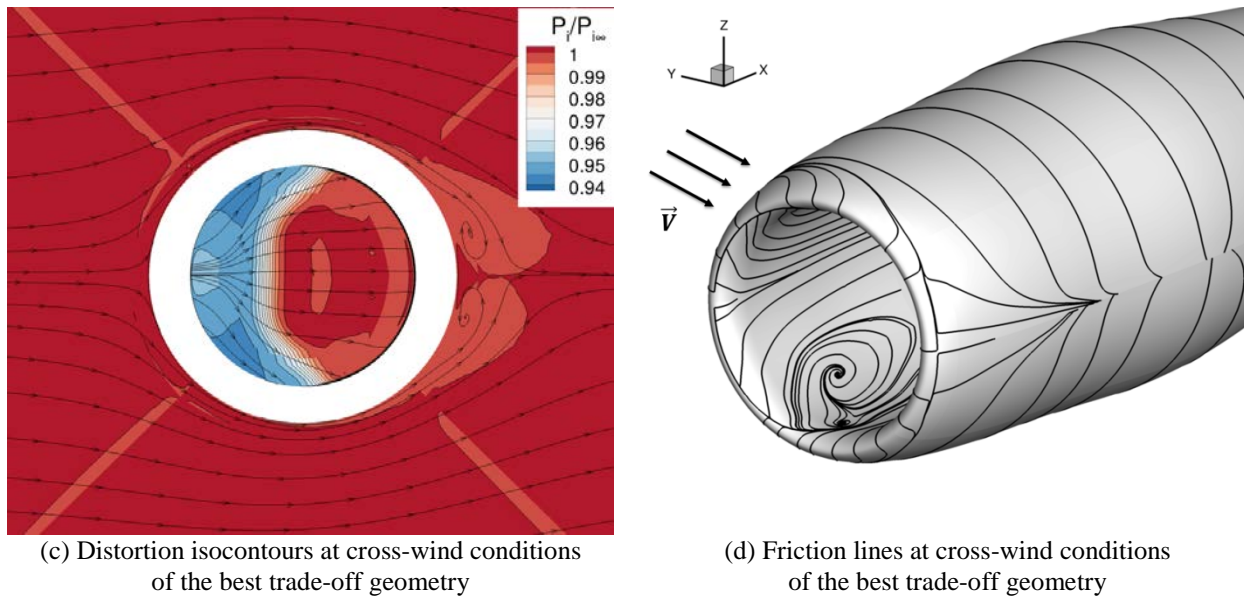 P_i/P_i∞
1
0.99
0.98
0.97
0.96
0.95
0.94
Z
Y
X
V⃗
(c) Distortion isocontours at cross-wind conditions
of the best trade-off geometry
(d) Friction lines at cross-wind conditions
of the best trade-off geometry